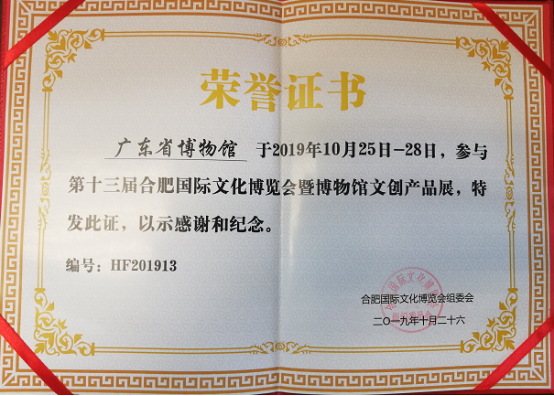 荣誉证书
广东省博物馆 于2019年10月25日-28日，参与
第十三届合肥国际文化博览会暨博物馆文创产品展，特
发此证，以示感谢和纪念。
编号：HF201913
合肥国际文化博览会组委会
二〇一九年十月二十六